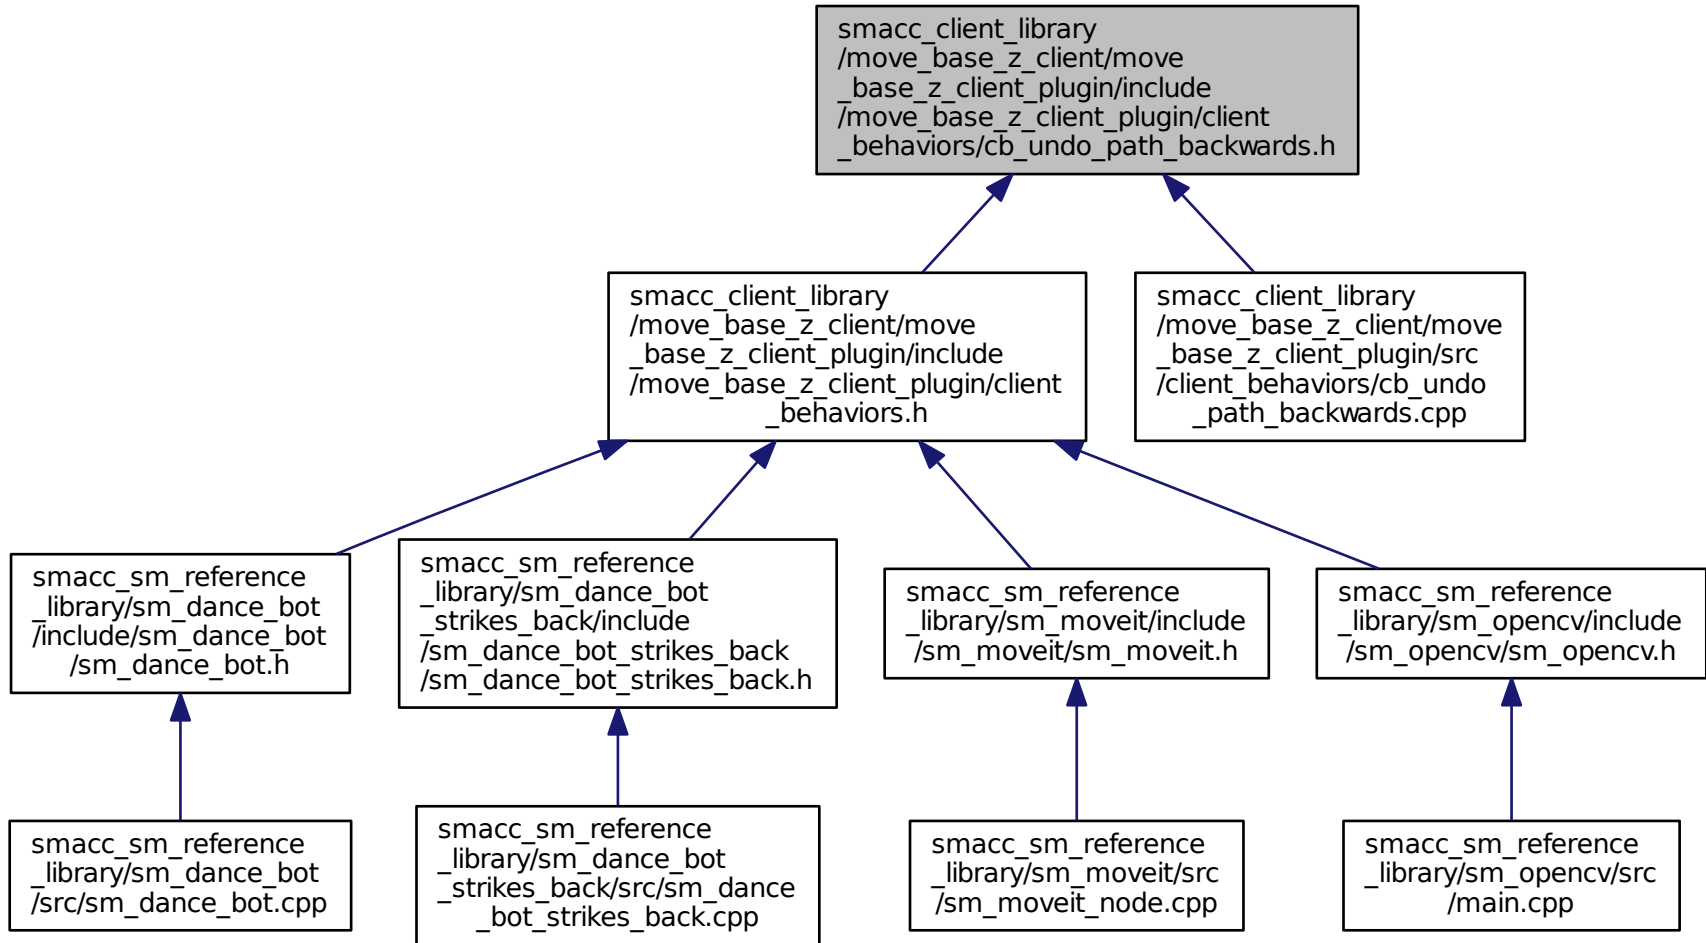 smacc_client_library
/move_base_z_client/move
_base_z_client_plugin/include
/move_base_z_client_plugin/client
_behaviors/cb_undo_path_backwards.h
smacc_client_library
/move_base_z_client/move
_base_z_client_plugin/include
/move_base_z_client_plugin/client
_behaviors.h
smacc_client_library
/move_base_z_client/move
_base_z_client_plugin/src
/client_behaviors/cb_undo
_path_backwards.cpp
smacc_sm_reference
_library/sm_dance_bot
/include/sm_dance_bot
/sm_dance_bot.h
smacc_sm_reference
_library/sm_dance_bot
_strikes_back/include
/sm_dance_bot_strikes_back
/sm_dance_bot_strikes_back.h
smacc_sm_reference
_library/sm_moveit/include
/sm_moveit/sm_moveit.h
smacc_sm_reference
_library/sm_opencv/include
/sm_opencv/sm_opencv.h
smacc_sm_reference
_library/sm_dance_bot
/src/sm_dance_bot.cpp
smacc_sm_reference
_library/sm_dance_bot
_strikes_back/src/sm_dance
_bot_strikes_back.cpp
smacc_sm_reference
_library/sm_moveit/src
/sm_moveit_node.cpp
smacc_sm_reference
_library/sm_opencv/src
/main.cpp